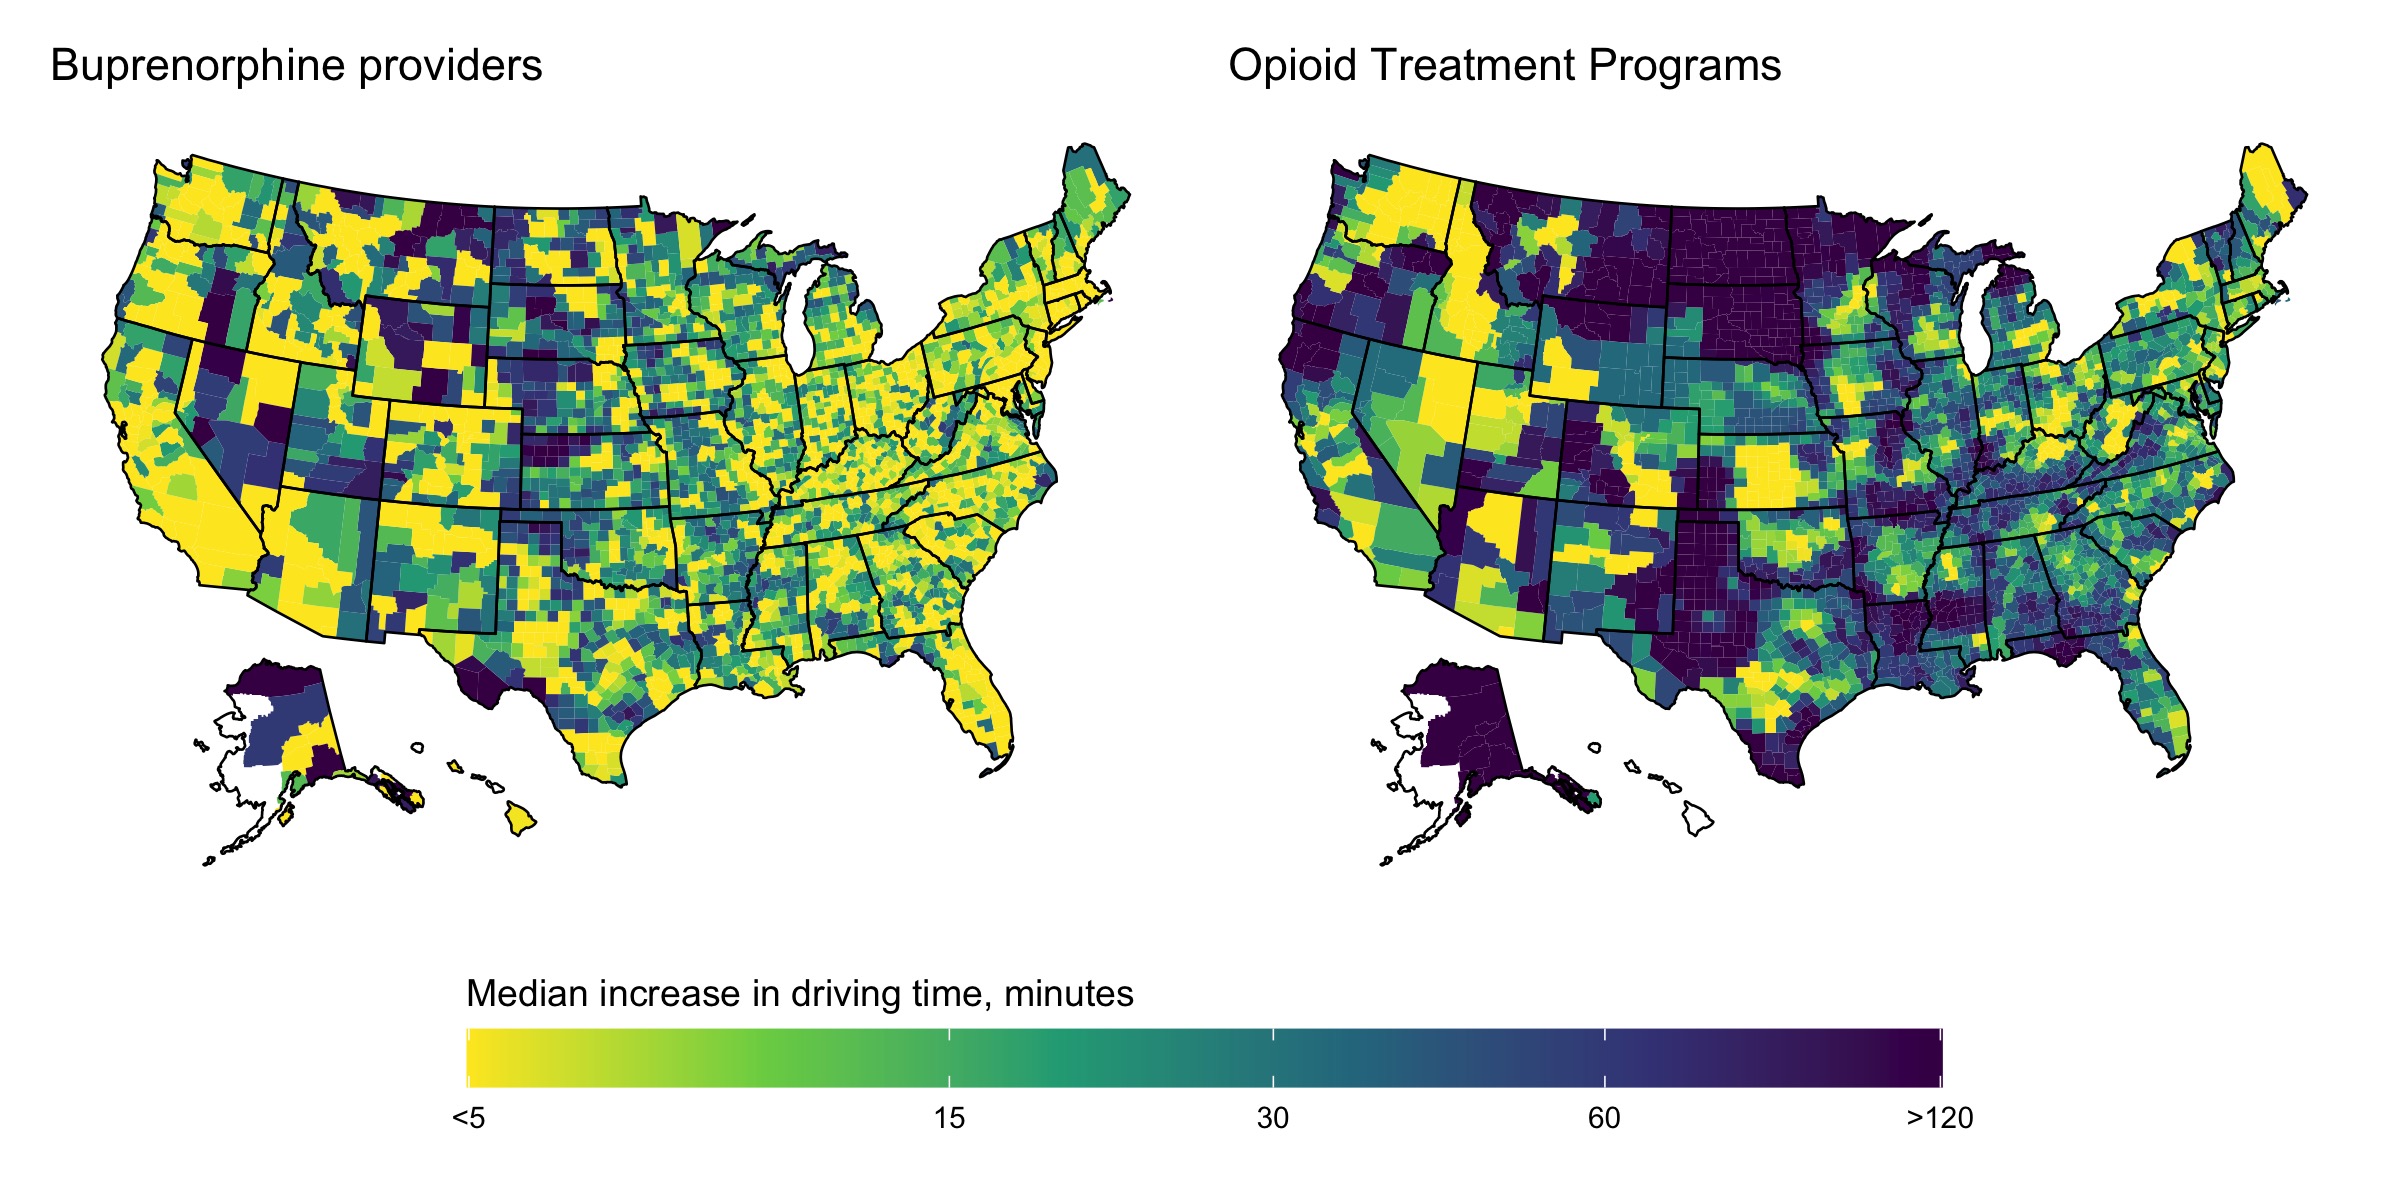 Buprenorphine providers
Opioid Treatment Programs
Median increase in driving time, minutes
<5 15 30 60 >120